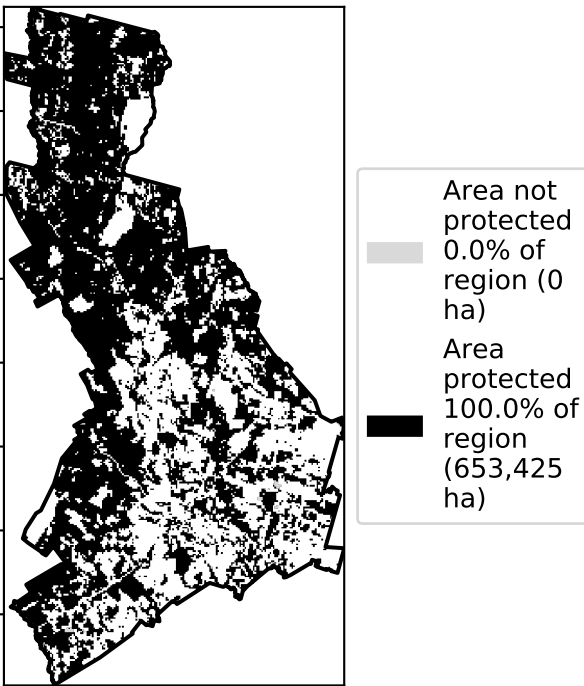 Area not
protected
0.0% of
region (0
ha)
Area
protected
100.0% of
region
(653,425
ha)